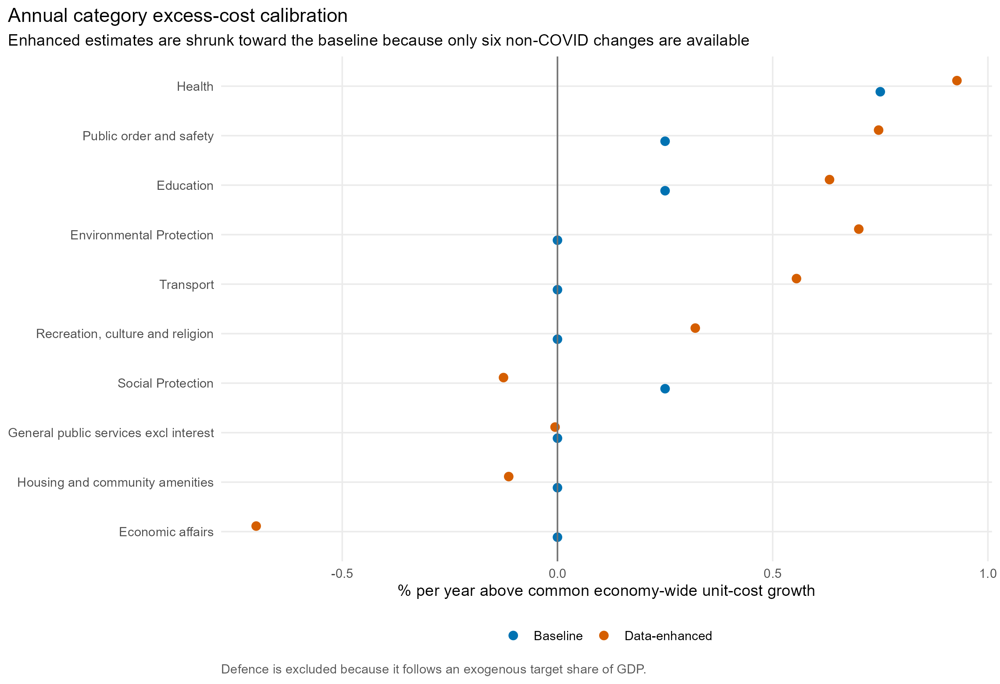 Annual category excess-cost calibration
Enhanced estimates are shrunk toward the baseline because only six non-COVID changes are available
Health
Public order and safety
Education
Environmental Protection
Transport
Recreation, culture and religion
Social Protection
General public services excl interest
Housing and community amenities
Economic affairs
-0.5 0.0 0.5 1.0
% per year above common economy-wide unit-cost growth
Baseline Data-enhanced
Defence is excluded because it follows an exogenous target share of GDP.